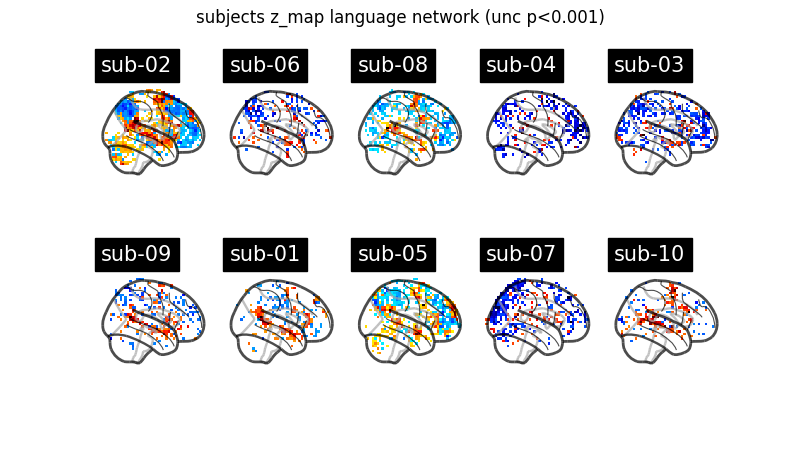 subjects z_map language network (unc p<0.001)
sub-02 sub-06 sub-08 sub-04 sub-03
sub-09 sub-01 sub-05 sub-07 sub-10